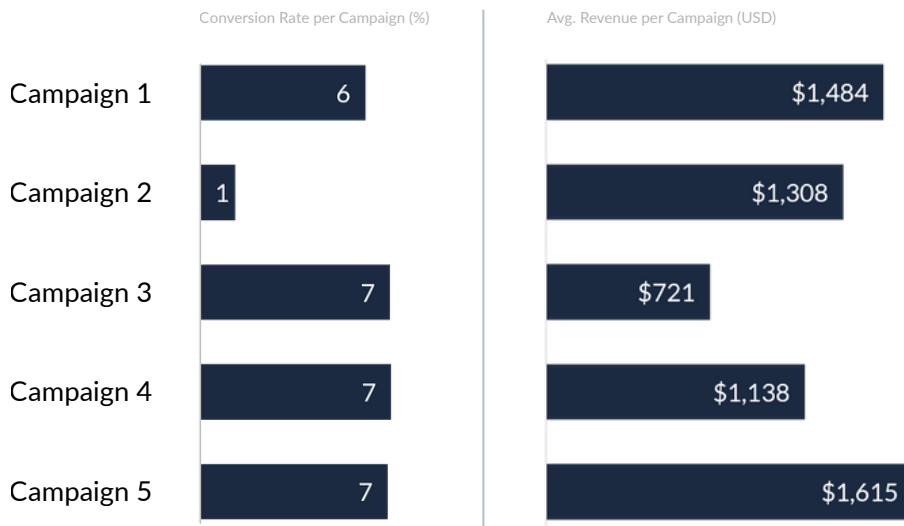 Conversion Rate per Campaign (%) Avg. Revenue per Campaign (USD)
Campaign 1 6 $1,484
Campaign 2 1 $1,308
Campaign 3 7 $721
Campaign 4 7 $1,138
Campaign 5 7 $1,615